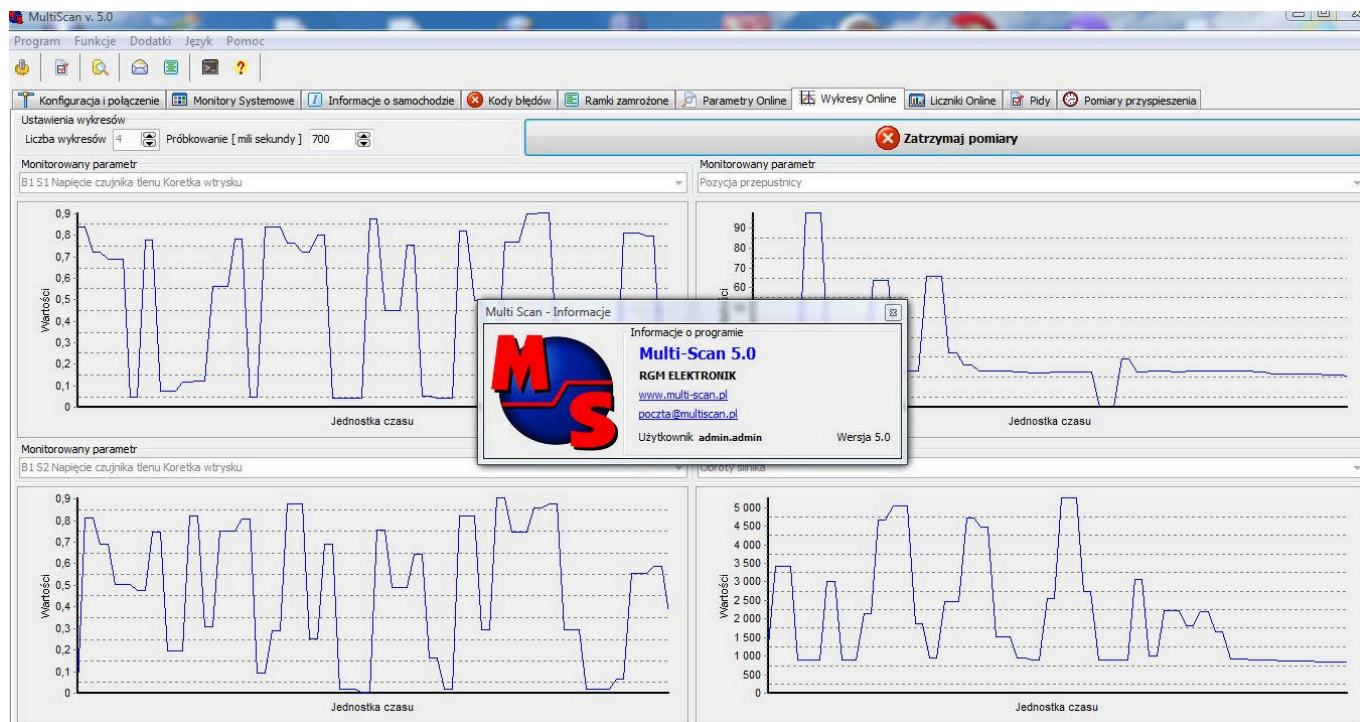 MultiScan v. 5.0
Program Funkcje Dodatki Język Pomoc
Konfiguracja i połączenie Monitory Systemowe Informacje o samochodzie Kody błędów Ramki zamrożone Parametry Online Wykresy Online Liczniki Online Pidy Pomiary przyspieszenia
Ustawienia wykresów
Liczba wykresów 4 Próbkowanie [ mili sekundy ] 700
Zatrzymaj pomiary
Monitorowany parametr
B1 S1 Napięcie czujnika tlenu Koretka wtrysku
0,9
0,8
0,7
0,6
0,5
0,4
0,3
0,2
0,1
0
Wartości
Jednostka czasu
Monitorowany parametr
Pozycja przepustnicy
90
80
70
60
Jednostka czasu
Multi Scan - Informacje
MS
Informacje o programie
Multi-Scan 5.0
RGM ELEKTRONIK
www.multi-scan.pl
poczta@multiscan.pl
Użytkownik admin.admin Wersja 5.0
Monitorowany parametr
B1 S2 Napięcie czujnika tlenu Koretka wtrysku
0,9
0,8
0,7
0,6
0,5
0,4
0,3
0,2
0,1
0
Wartości
Jednostka czasu
Obroty silnika
5 000
4 500
4 000
3 500
3 000
2 500
2 000
1 500
1 000
500
0
Wartości
Jednostka czasu